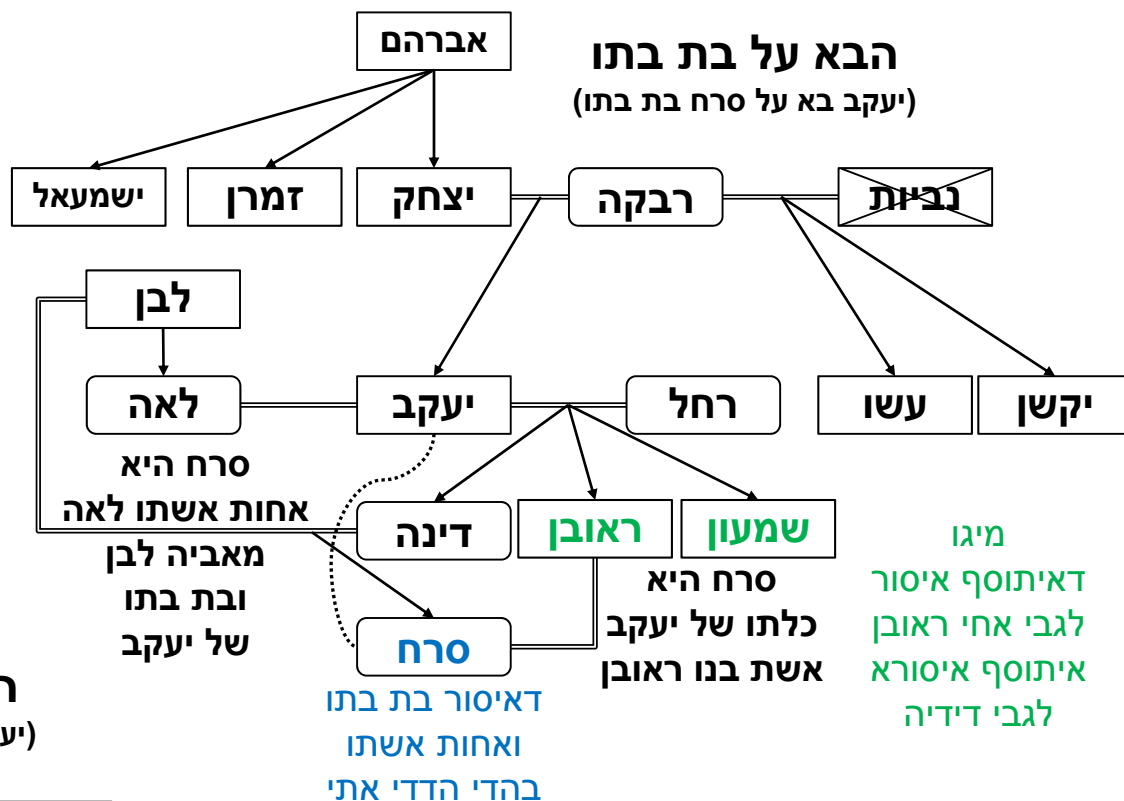 אברהם
הבא על בת בתו
(יעקב בא על סרח בת בתו)
ישמעאל
זמרן
יצחק
רבקה
נביות
לבן
לאה
יעקב
רחל
עשו
יקשן
סרח היא
אחות אשתו לאה
מאביה לבן
ובת בתו
של יעקב
דינה
ראובן
שמעון
סרח היא
כלתו של יעקב
אשת בנו ראובן
מיגו
דאיתוסף איסור
לגבי אחי ראובן
איתוסף איסורא
לגבי דידיה
סרח
דאיסור בת בתו
ואחות אשתו
בהדי הדדי אתי